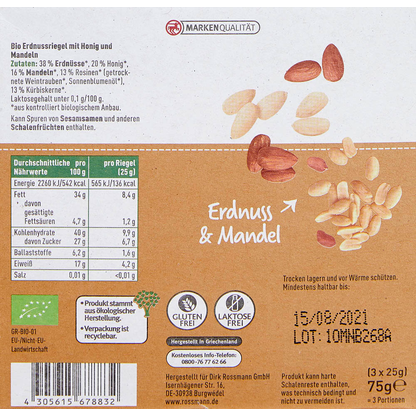 MARKENQUALITÄT
Bio Erdnussriegel mit Honig und
Mandeln
Zutaten: 38 % Erdnüsse*, 20 % Honig*,
16 % Mandeln*, 13 % Rosinen* (getrock-
nete Weintrauben*, Sonnenblumenöl*),
13 % Kürbiskerne*.
Laktosegehalt unter 0,1 g/100 g.
*aus kontrolliert biologischem Anbau.
Kann Spuren von Sesamsamen und anderen
Schalenfrüchten enthalten.
Durchschnittliche pro pro Riegel
Nährwerte 100 g (25 g)
Energie 2260 kJ/542 kcal 565 kJ/136 kcal
Fett 34 g 8,4 g
- davon
gesättigte
Fettsäuren 4,7 g 1,2 g
Kohlenhydrate 40 g 9,9 g
- davon Zucker 27 g 6,7 g
Ballaststoffe 6,2 g 1,6 g
Eiweiß 17 g 4,2 g
Salz 0,01 g <0,01 g
Erdnuss
& Mandel
Trocken lagern und vor Wärme schützen.
Mindestens haltbar bis:
15/08/2021
LOT:10MNB268A
GR-BIO-01
EU-/Nicht-EU-
Landwirtschaft
• Produkt stammt
aus ökologischer
Herstellung.
• Verpackung ist
recyclebar.
GLUTEN
FREI
LAKTOSE
FREI
Hergestellt in Griechenland
Kostenloses Info-Telefon:
0800-76 77 62 66
Hergestellt für Dirk Rossmann GmbH
Isernhägener Str. 16,
DE-30938 Burgwedel
www.rossmann.de
4 305615 678832
Produkt kann harte
Schalenreste enthalten,
was technisch bedingt und
nicht zu vermeiden ist.
(3 x 25g)
75g e
= 3 Portionen